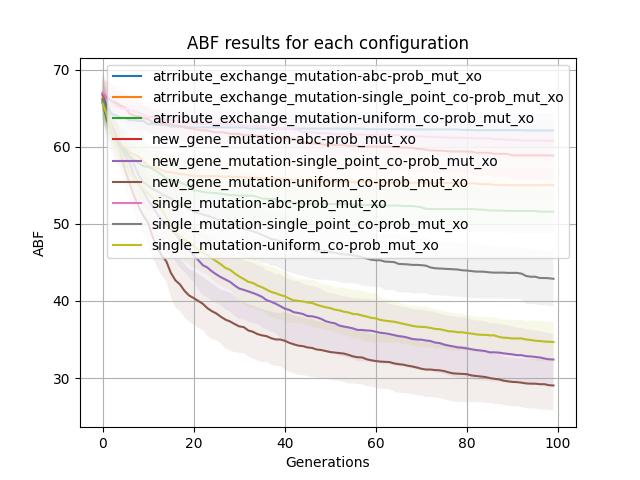 ABF results for each configuration
70
60
50
40
30
ABF
atrribute_exchange_mutation-abc-prob_mut_xo
atrribute_exchange_mutation-single_point_co-prob_mut_xo
atrribute_exchange_mutation-uniform_co-prob_mut_xo
new_gene_mutation-abc-prob_mut_xo
new_gene_mutation-single_point_co-prob_mut_xo
new_gene_mutation-uniform_co-prob_mut_xo
single_mutation-abc-prob_mut_xo
single_mutation-single_point_co-prob_mut_xo
single_mutation-uniform_co-prob_mut_xo
0 20 40 60 80 100
Generations